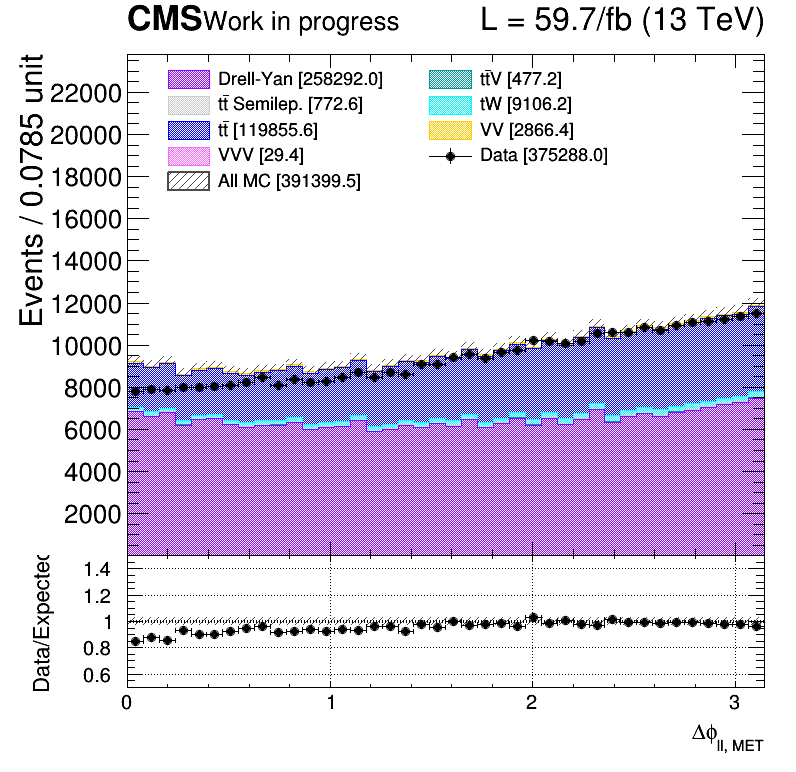 CMS Work in progress L = 59.7/fb (13 TeV)
Events / 0.0785 unit
22000
20000
18000
16000
14000
12000
10000
8000
6000
4000
2000
Drell-Yan [258292.0]
tt̄ Semilep. [772.6]
tt̄ [119855.6]
VVV [29.4]
All MC [391399.5]
tt̄V [477.2]
tW [9106.2]
VV [2866.4]
Data [375288.0]
Data/Expected
1.4
1.2
1
0.8
0.6
0 1 2 3
Δϕll, MET